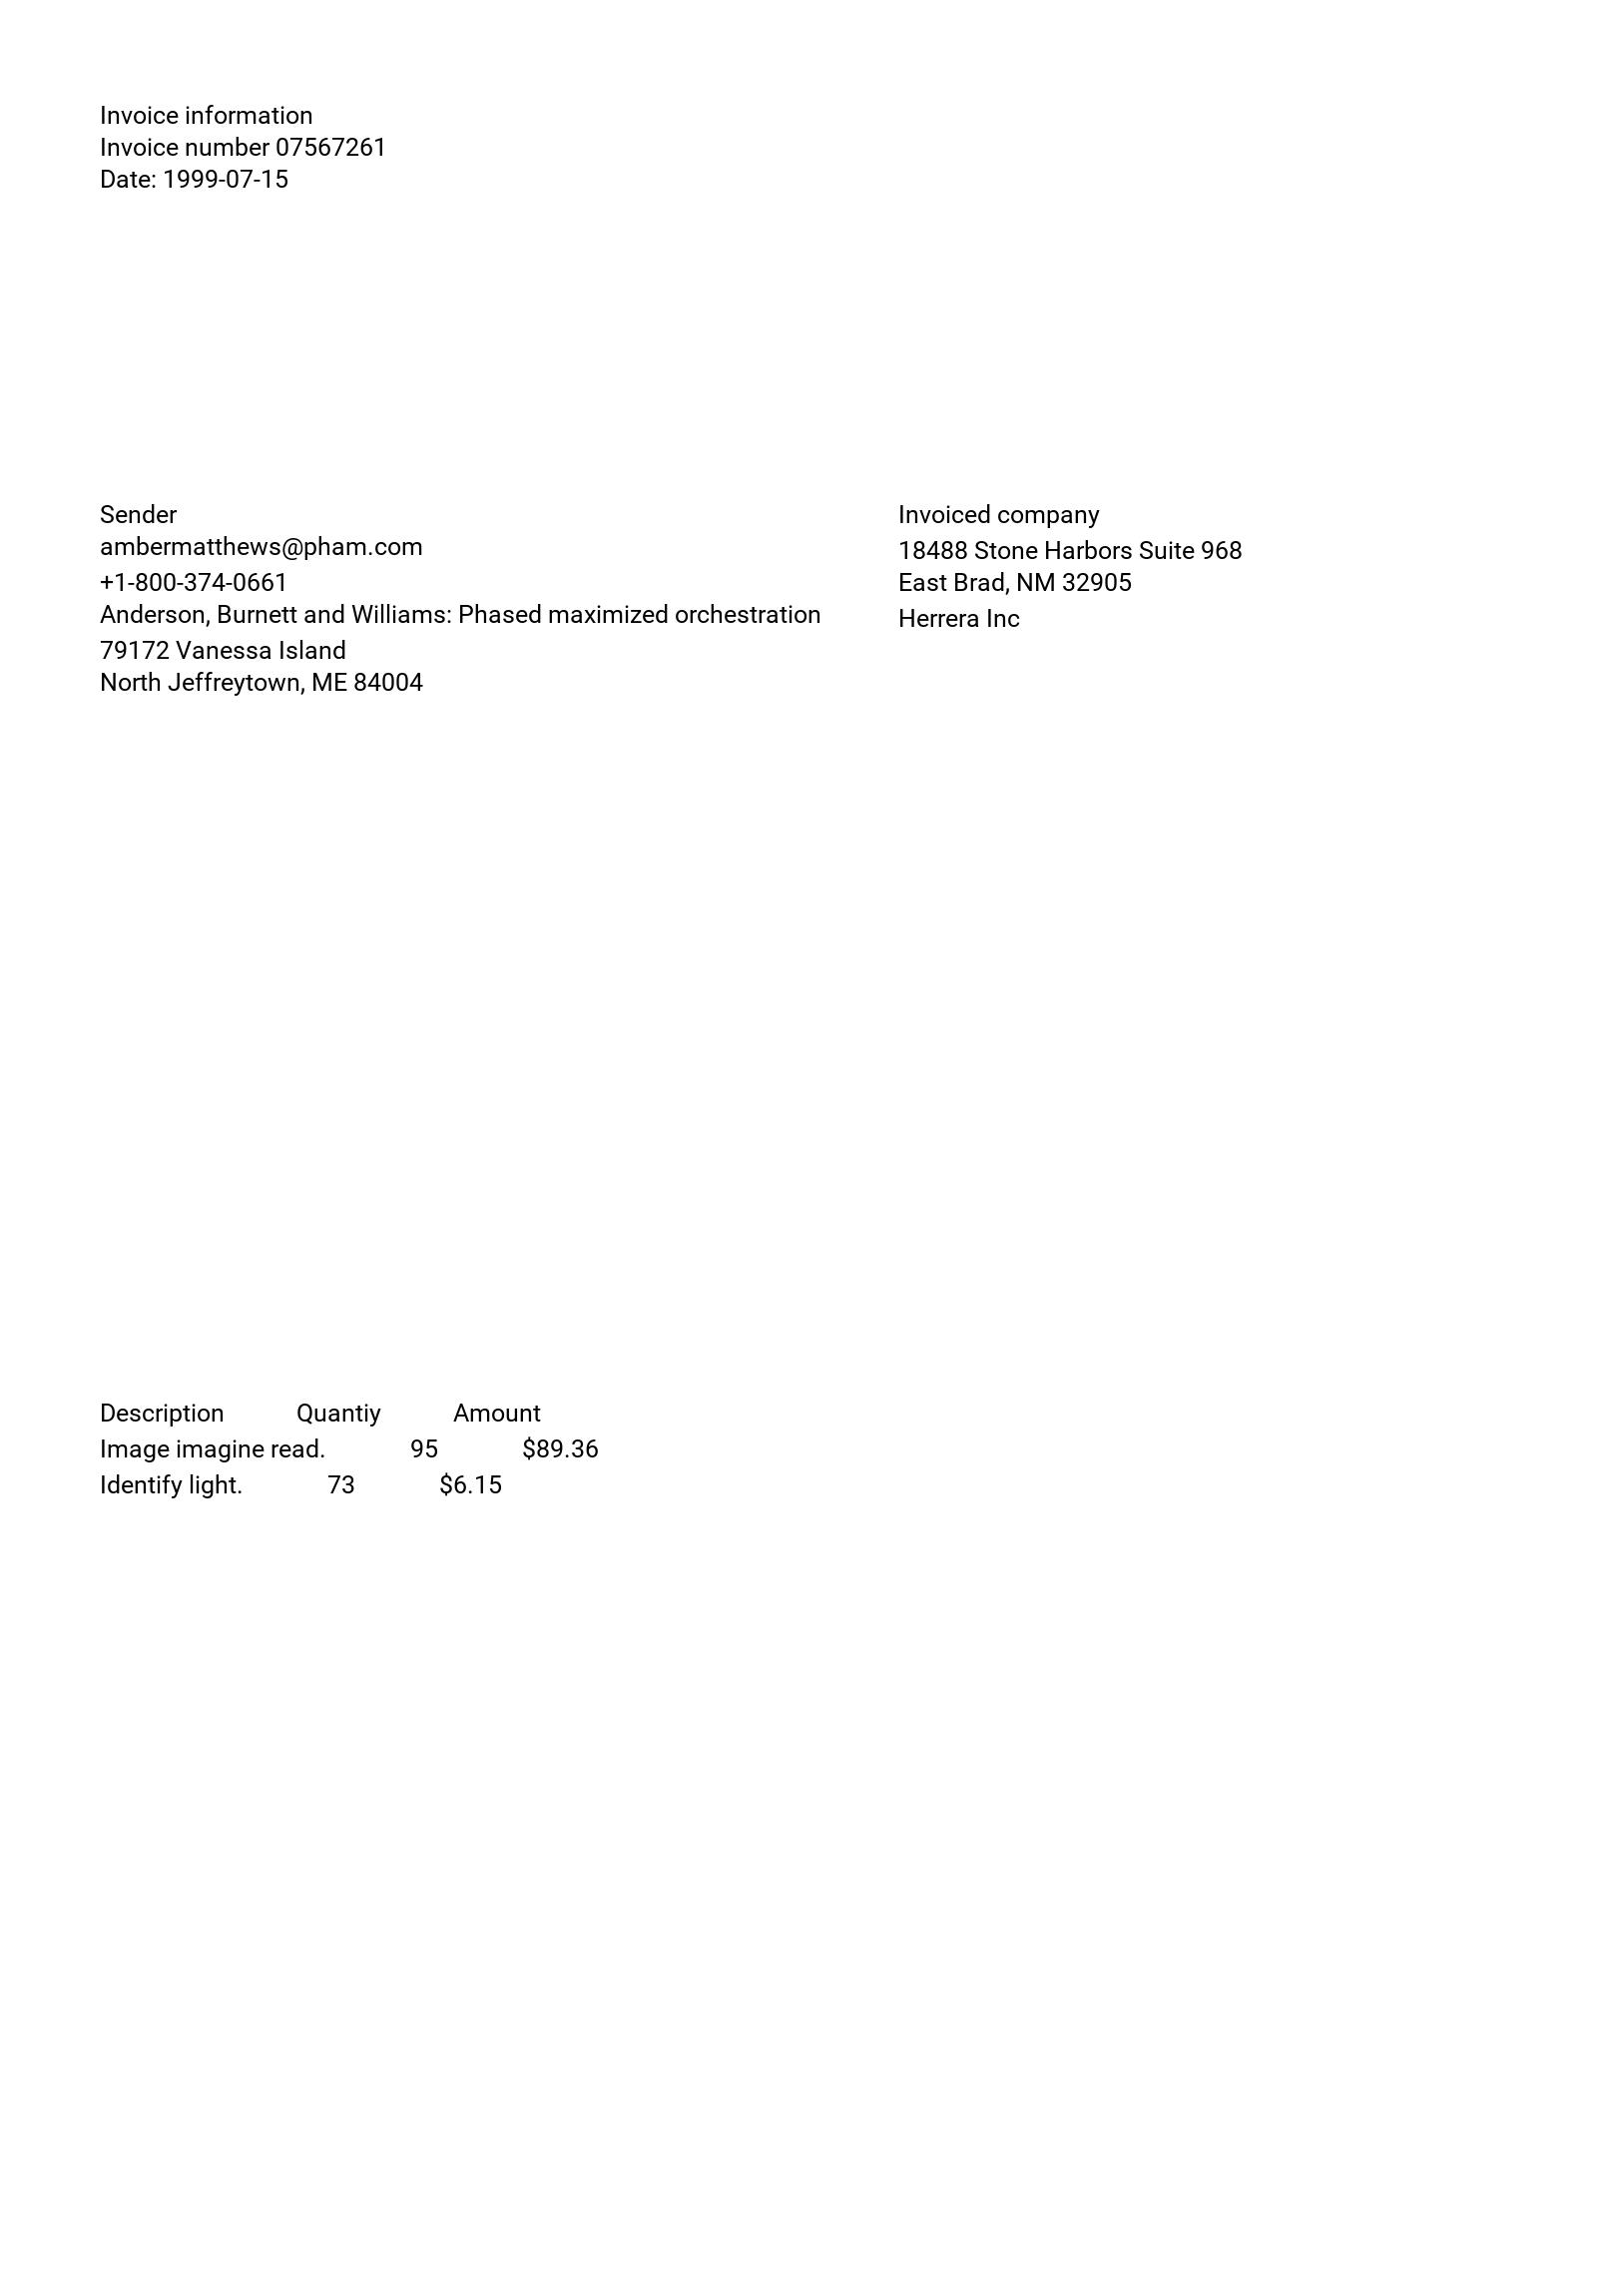 Invoice information
Invoice number 07567261
Date: 1999-07-15
Sender
ambermatthews@pham.com
+1-800-374-0661
Anderson, Burnett and Williams: Phased maximized orchestration
79172 Vanessa Island
North Jeffreytown, ME 84004
Invoiced company
18488 Stone Harbors Suite 968
East Brad, NM 32905
Herrera Inc
Description Quantiy Amount
Image imagine read. 95 $89.36
Identify light. 73 $6.15